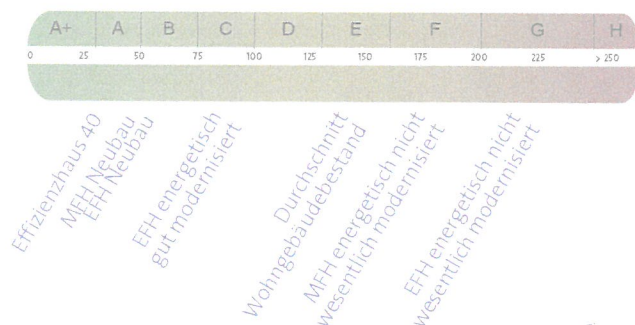 A+ A B C D E F G H
0 25 50 75 100 125 150 175 200 225 > 250
Effizienzhaus 40
MFH Neubau
EFH Neubau
EFH energetisch
gut modernisiert
Durchschnitt
Wohngebäudebestand
MFH energetisch nicht
wesentlich modernisiert
EFH energetisch nicht
wesentlich modernisiert